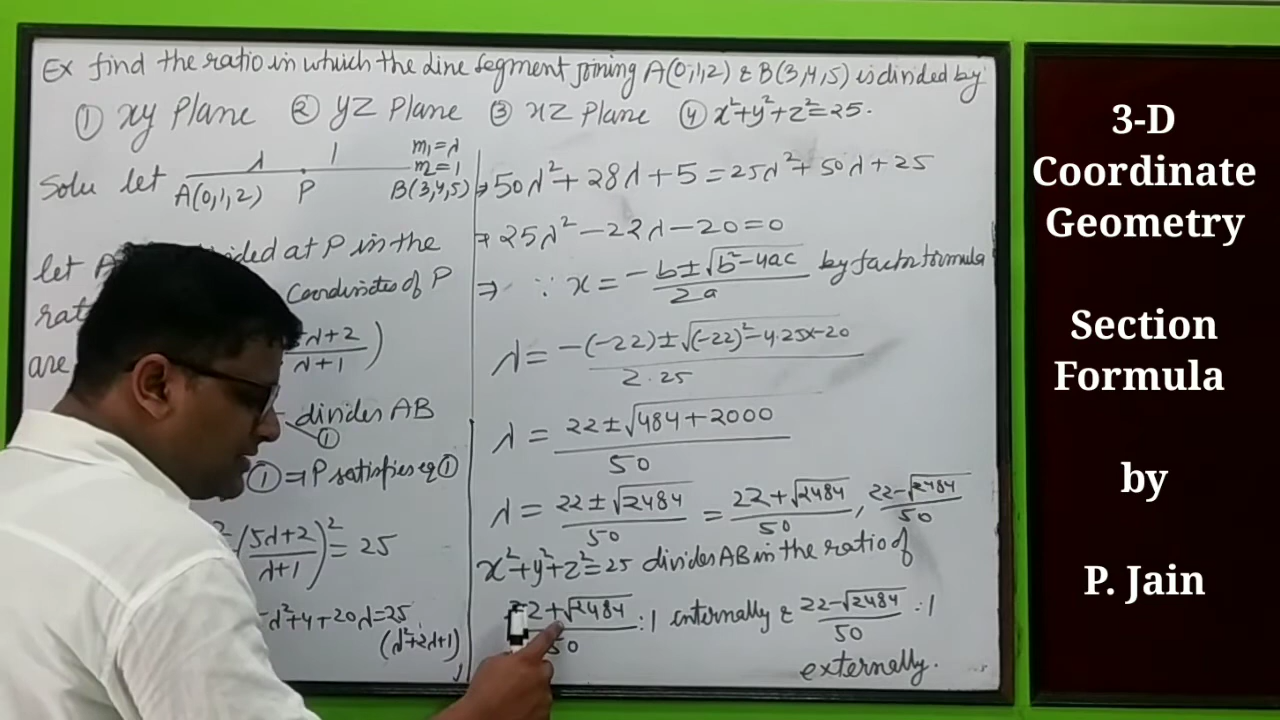 Ex find the ratio in which the line segment joining A(0,1,2) & B(3,4,5) is divided by
① xy Plane ② YZ Plane ③ XZ Plane ④ x²+y²+z²=25.
Solu let
λ 1
m₁=λ
m₂=1
A(0,1,2) P B(3,4,5)
let A ided at P in the
rat Coordinates of P
are λ+2/λ+1)
divides AB
①
①⇒P satisfies eq①
(5λ+2/λ+1)²=25
λ²+4+20λ=25
(λ²+2λ+1)
⇒50λ²+28λ+5=25λ²+50λ+25
⇒25λ²-22λ-20=0
⇒ ∵ x=-b±√b²-4ac/2a by factor formula
λ=-(-22)±√(-22)²-4.25x-20/2.25
λ=22±√484+2000/50
λ=22±√2484/50=22+√2484/50, 22-√2484/50
x²+y²+z²=25 divides AB in the ratio of
22+√2484/50:1 internally & 22-√2484/50:1
externally.
3-D
Coordinate
Geometry
Section
Formula
by
P. Jain